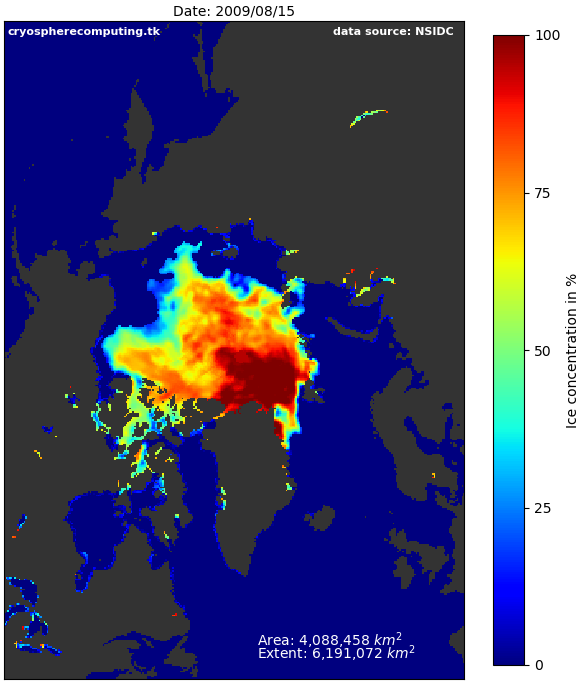 Date: 2009/08/15
cryospherecomputing.tk data source: NSIDC
100
75
50
25
0
Ice concentration in %
Area: 4,088,458 km²
Extent: 6,191,072 km²